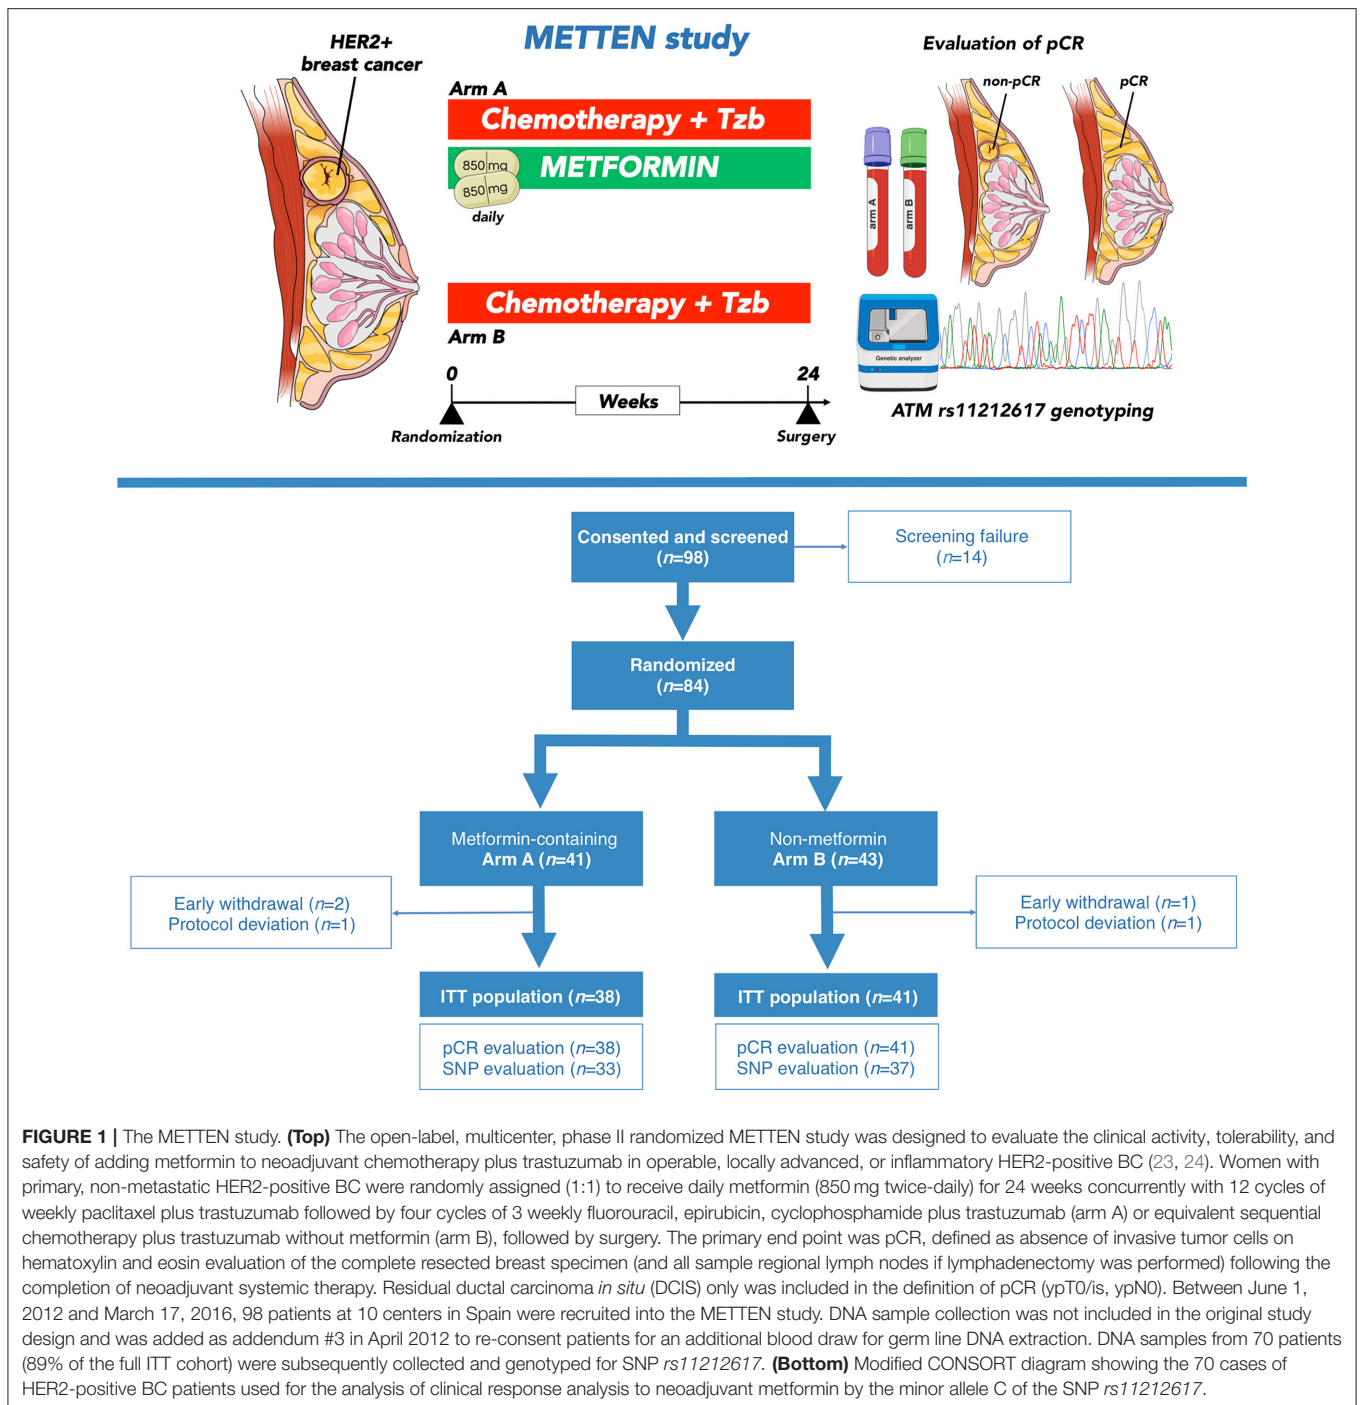 METTEN study
HER2+
breast cancer
Evaluation of pCR
non-pCR
pCR
Arm A
Chemotherapy + Tzb
METFORMIN
850 mg
850 mg
daily
arm A
arm B
Chemotherapy + Tzb
Arm B
0
24
Weeks
Randomization
Surgery
Genetic analyzer
ATM rs11212617 genotyping
Consented and screened
(n=98)
Screening failure
(n=14)
Randomized
(n=84)
Metformin-containing
Arm A (n=41)
Non-metformin
Arm B (n=43)
Early withdrawal (n=2)
Protocol deviation (n=1)
Early withdrawal (n=1)
Protocol deviation (n=1)
ITT population (n=38)
ITT population (n=41)
pCR evaluation (n=38)
SNP evaluation (n=33)
pCR evaluation (n=41)
SNP evaluation (n=37)
FIGURE 1 | The METTEN study. (Top) The open-label, multicenter, phase II randomized METTEN study was designed to evaluate the clinical activity, tolerability, and
safety of adding metformin to neoadjuvant chemotherapy plus trastuzumab in operable, locally advanced, or inflammatory HER2-positive BC (23, 24). Women with
primary, non-metastatic HER2-positive BC were randomly assigned (1:1) to receive daily metformin (850 mg twice-daily) for 24 weeks concurrently with 12 cycles of
weekly paclitaxel plus trastuzumab followed by four cycles of 3 weekly fluorouracil, epirubicin, cyclophosphamide plus trastuzumab (arm A) or equivalent sequential
chemotherapy plus trastuzumab without metformin (arm B), followed by surgery. The primary end point was pCR, defined as absence of invasive tumor cells on
hematoxylin and eosin evaluation of the complete resected breast specimen (and all sample regional lymph nodes if lymphadenectomy was performed) following the
completion of neoadjuvant systemic therapy. Residual ductal carcinoma in situ (DCIS) only was included in the definition of pCR (ypT0/is, ypN0). Between June 1,
2012 and March 17, 2016, 98 patients at 10 centers in Spain were recruited into the METTEN study. DNA sample collection was not included in the original study
design and was added as addendum #3 in April 2012 to re-consent patients for an additional blood draw for germ line DNA extraction. DNA samples from 70 patients
(89% of the full ITT cohort) were subsequently collected and genotyped for SNP rs11212617. (Bottom) Modified CONSORT diagram showing the 70 cases of
HER2-positive BC patients used for the analysis of clinical response analysis to neoadjuvant metformin by the minor allele C of the SNP rs11212617.